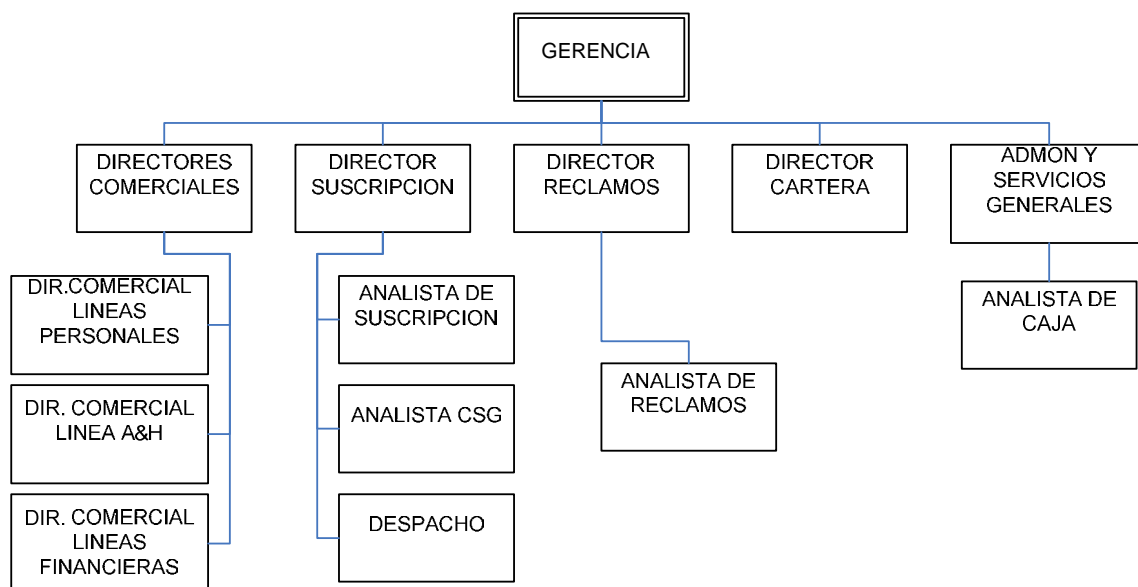 GERENCIA
DIRECTORES
COMERCIALES
DIRECTOR
SUSCRIPCION
DIRECTOR
RECLAMOS
DIRECTOR
CARTERA
ADMON Y
SERVICIOS
GENERALES
DIR.COMERCIAL
LINEAS
PERSONALES
DIR. COMERCIAL
LINEA A&H
DIR. COMERCIAL
LINEAS
FINANCIERAS
ANALISTA DE
SUSCRIPCION
ANALISTA CSG
DESPACHO
ANALISTA DE
RECLAMOS
ANALISTA DE
CAJA